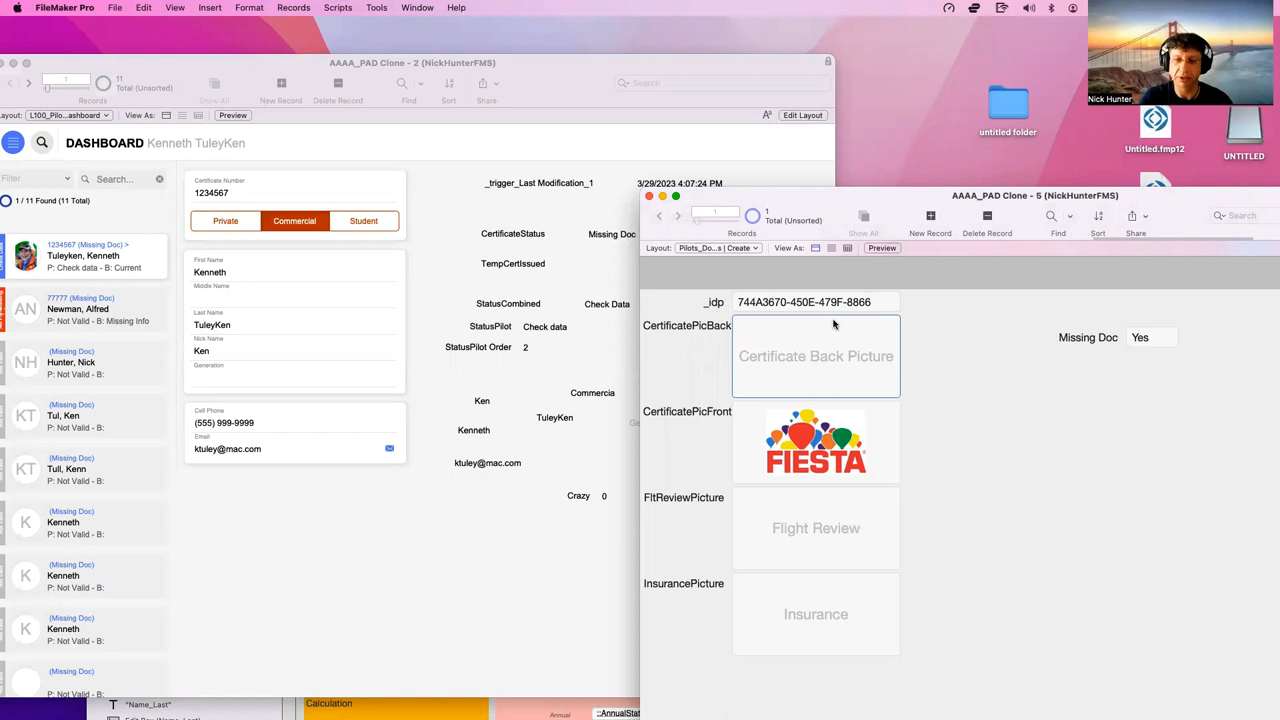 FileMaker Pro File Edit View Insert Format Records Scripts Tools Window Help
Nick Hunter
untitled folder
Untitled.fmp12
UNTITLED
AAAA_PAD Clone - 2 (NickHunterFMS)
1
11
Total (Unsorted)
Records
Show All
New Record
Delete Record
Find
Sort
Share
Search
Layout: L100_Pilo...ashboard
View As:
Preview
Edit Layout
DASHBOARD Kenneth TuleyKen
Filter
Search...
1 / 11 Found (11 Total)
1234567 (Missing Doc) >
Tuleyken, Kenneth
P: Check data - B: Current
AN
77777 (Missing Doc)
Newman, Alfred
P: Not Valid - B: Missing Info
NH
(Missing Doc)
Hunter, Nick
P: Not Valid - B:
KT
(Missing Doc)
Tul, Ken
P: Not Valid - B:
KT
(Missing Doc)
Tull, Kenn
P: Not Valid - B:
K
(Missing Doc)
Kenneth
P: Not Valid - B:
K
(Missing Doc)
Kenneth
P: Not Valid - B:
K
(Missing Doc)
Kenneth
P: Not Valid - B:
(Missing Doc)
P: Not Valid - B:
Certificate Number
1234567
Private
Commercial
Student
First Name
Kenneth
Middle Name
Last Name
TuleyKen
Nick Name
Ken
Generation
Cell Phone
(555) 999-9999
Email
ktuley@mac.com
_trigger_Last Modification_1
3/29/2023 4:07:24 PM
CertificateStatus
Missing Doc
TempCertIssued
StatusCombined
Check Data
StatusPilot
Check data
StatusPilot Order
2
Commercia
Ken
TuleyKen
Kenneth
ktuley@mac.com
Crazy
0
AAAA_PAD Clone - 5 (NickHunterFMS)
1
Total (Unsorted)
Records
Show All
New Record
Delete Record
Find
Sort
Share
Search
Layout: Pilots_Do...s | Create
View As:
Preview
_idp
744A3670-450E-479F-8866
CertificatePicBack
Certificate Back Picture
Missing Doc
Yes
CertificatePicFront
FIESTA
FltReviewPicture
Flight Review
InsurancePicture
Insurance
"Name_Last"
Calculation
Annual
::AnnualStat